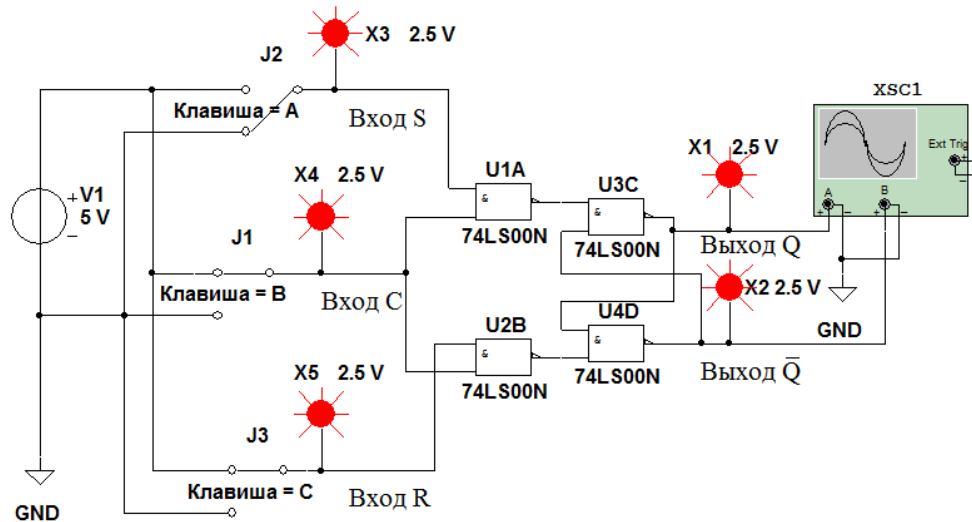 X3 2.5 V
J2
Клавиша = A
Вход S
xsc1
Ext Trig
+
−
A
B
+ − + −
X1 2.5 V
X4 2.5 V
U1A
&
74LS00N
U3C
&
74LS00N
+
V1
5 V
−
J1
Клавиша = B
Вход C
Выход Q
X2 2.5 V
GND
U2B
&
74LS00N
U4D
&
74LS00N
Выход Q̅
X5 2.5 V
J3
Клавиша = C
Вход R
GND